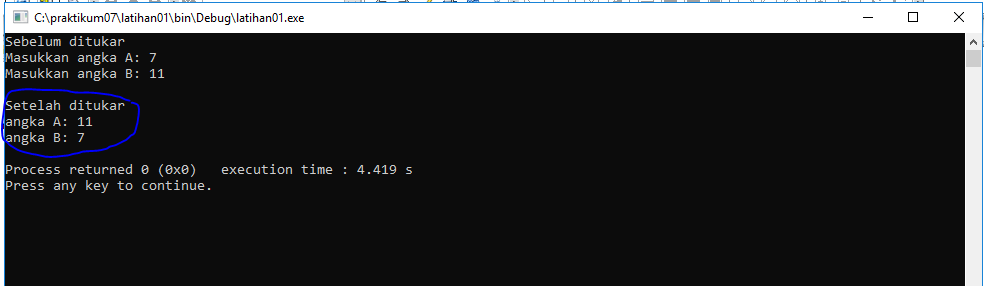 C:\praktikum07\latihan01\bin\Debug\latihan01.exe
Sebelum ditukar
Masukkan angka A: 7
Masukkan angka B: 11
Setelah ditukar
angka A: 11
angka B: 7
Process returned 0 (0x0)   execution time : 4.419 s
Press any key to continue.